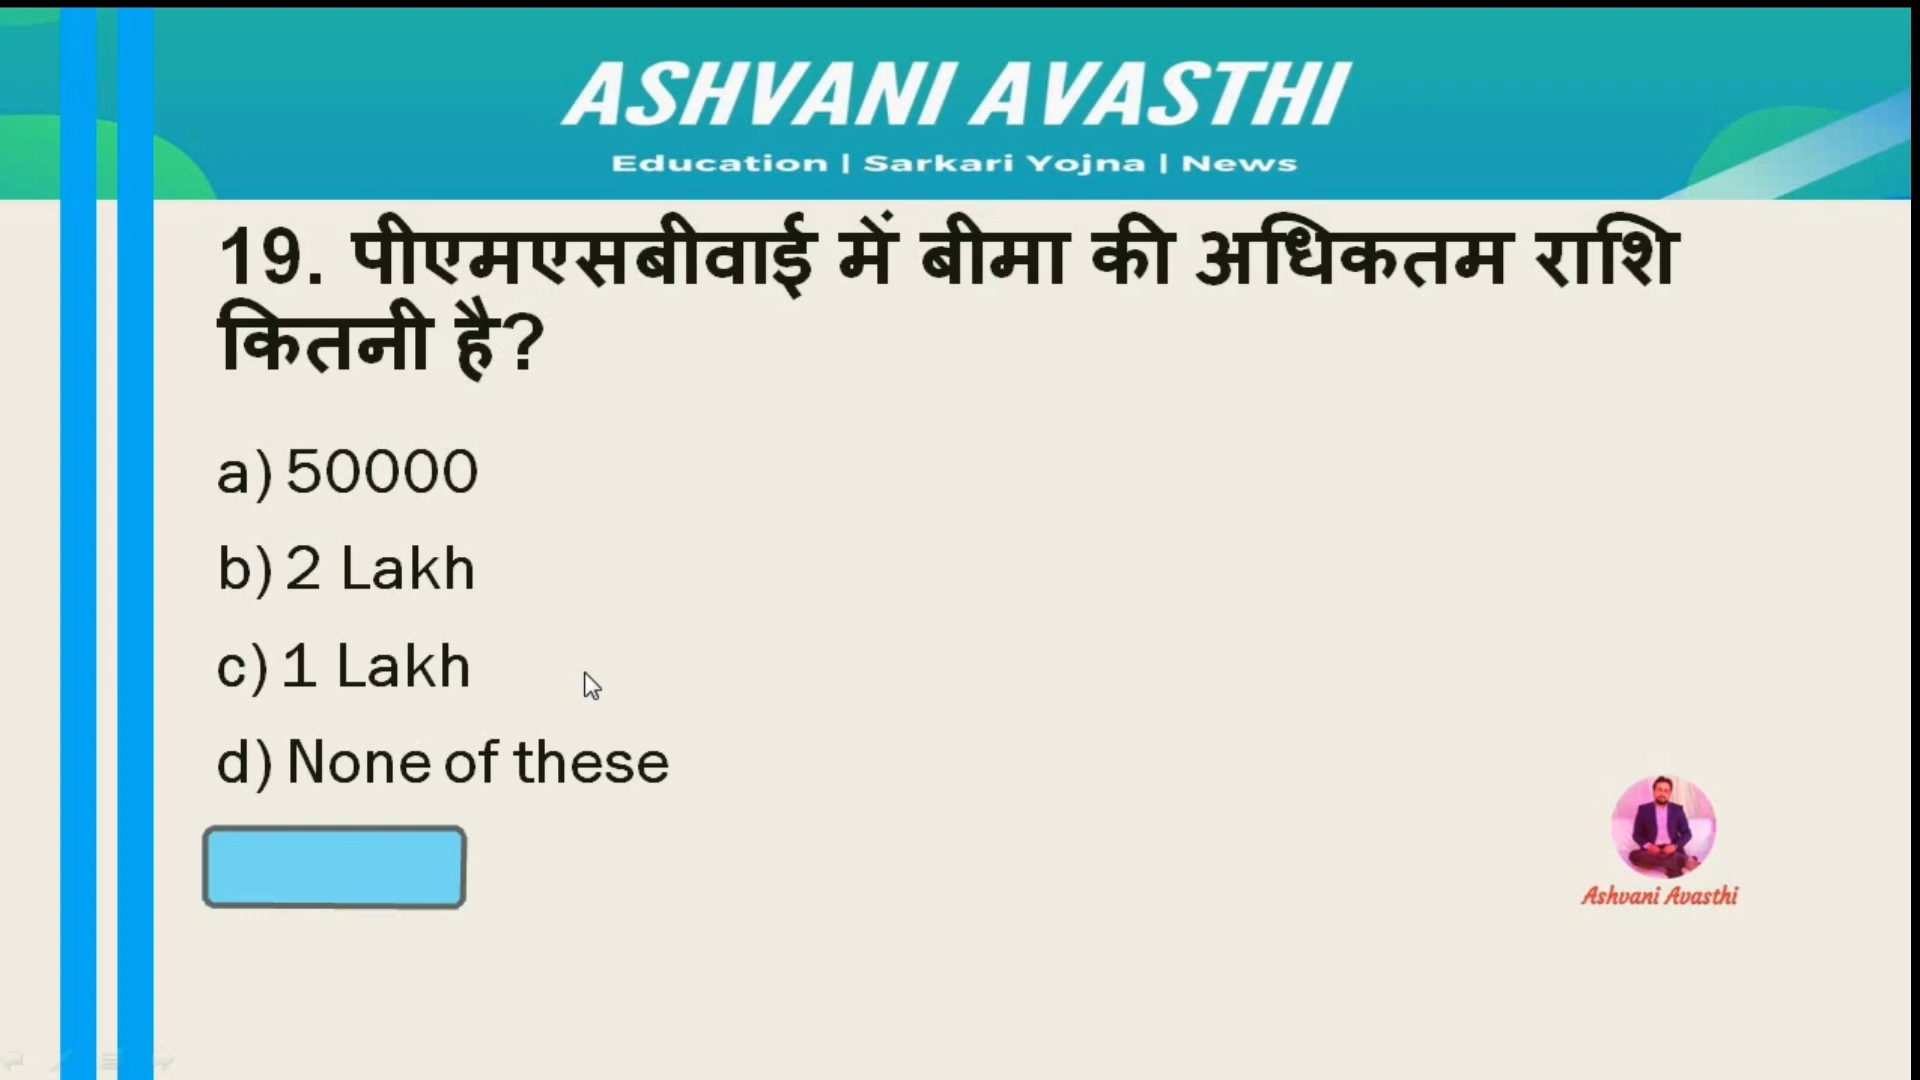 ASHVANI AVASTHI
Education | Sarkari Yojna | News
19. पीएमएसबीवाई में बीमा की अधिकतम राशि
कितनी है?
a) 50000
b) 2 Lakh
c) 1 Lakh
d) None of these
Ashvani Avasthi